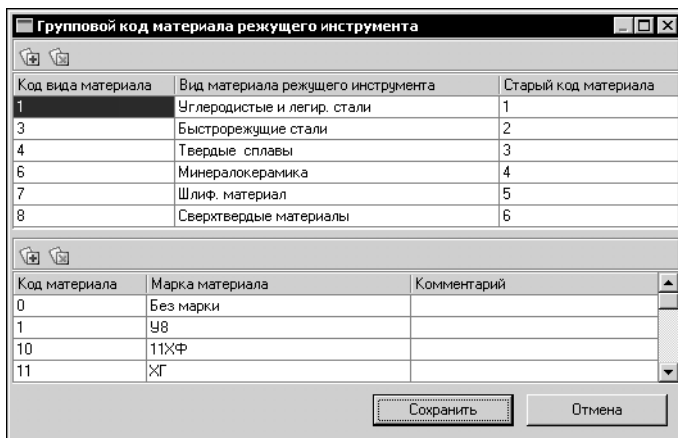 Групповой код материала режущего инструмента
Код вида материала Вид материала режущего инструмента Старый код материала
1 Углеродистые и легир. стали 1
3 Быстрорежущие стали 2
4 Твердые сплавы 3
6 Минералокерамика 4
7 Шлиф. материал 5
8 Сверхтвердые материалы 6
Код материала Марка материала Комментарий
0 Без марки
1 У8
10 11ХФ
11 ХГ
Сохранить Отмена